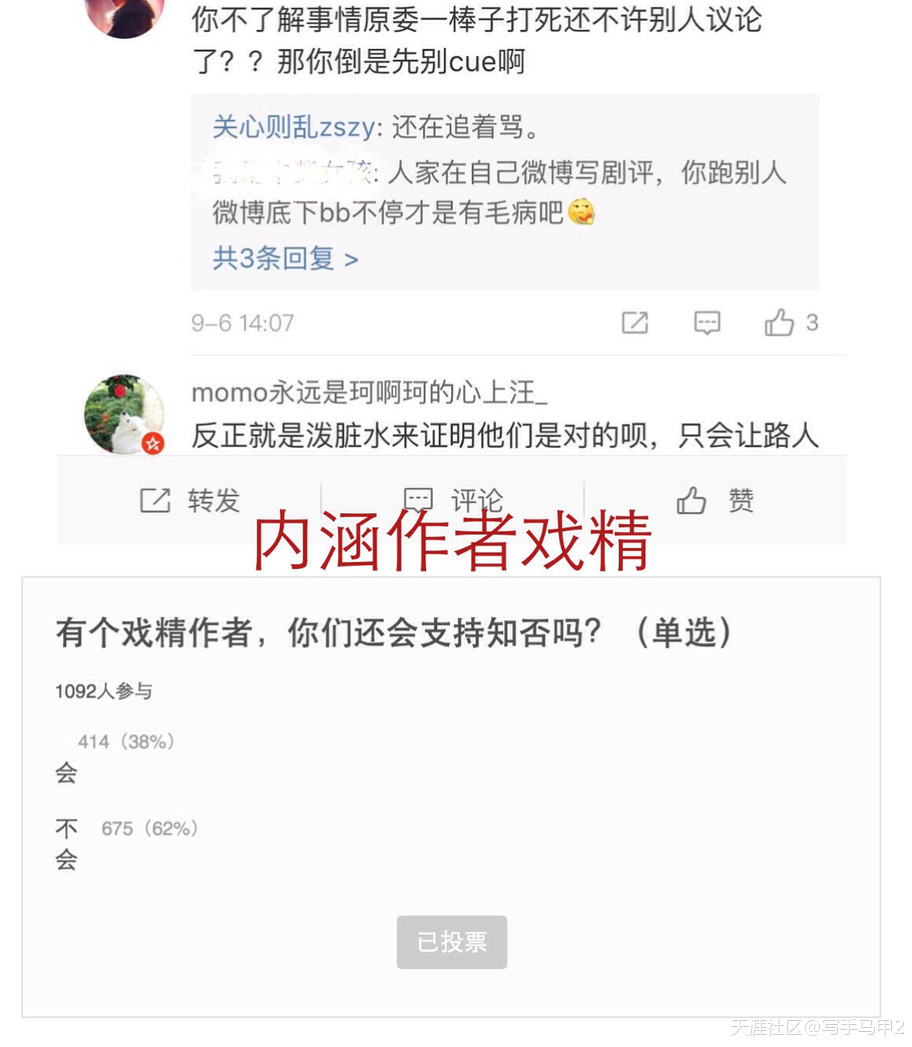 你不了解事情原委一棒子打死还不许别人议论
了？？那你倒是先别cue啊
关心则乱zszy: 还在追着骂。
: 人家在自己微博写剧评，你跑别人
微博底下bb不停才是有毛病吧
共3条回复 >
9-6 14:07
3
momo永远是珂啊珂的心上汪_
反正就是泼脏水来证明他们是对的呗，只会让路人
转发 评论 赞
内涵作者戏精
有个戏精作者，你们还会支持知否吗？（单选）
1092人参与
414（38%）
会
不 675（62%）
会
已投票
天涯社区@写手马甲2